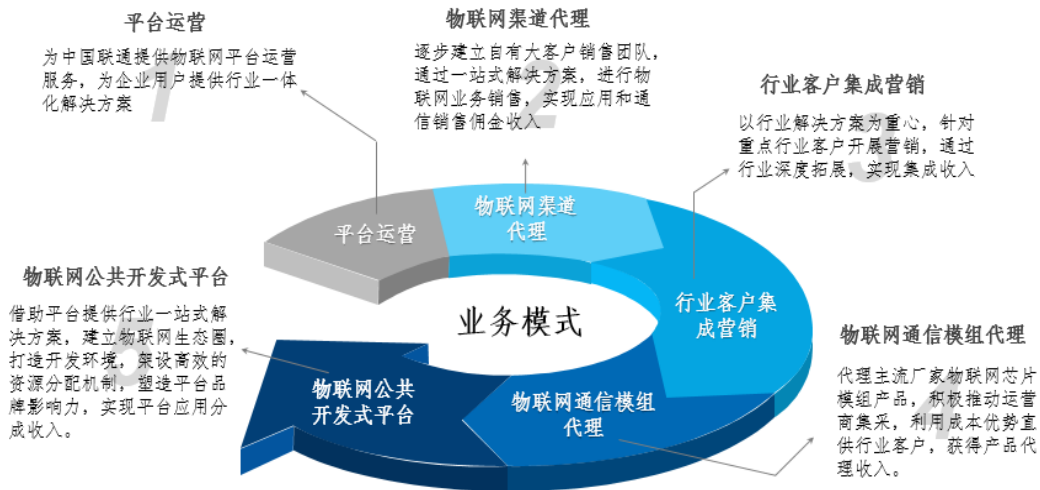 平台运营
为中国联通提供物联网平台运营
服务，为企业用户提供行业一体
化解决方案
1
物联网渠道代理
逐步建立自有大客户销售团队，
通过一站式解决方案，进行物
联网业务销售，实现应用和通
信销售佣金收入
2
行业客户集成营销
以行业解决方案为重心，针对
重点行业客户开展营销，通过
行业深度拓展，实现集成收入
3
物联网通信模组代理
代理主流厂家物联网芯片
模组产品，积极推动运营
商集采，利用成本优势直
供行业客户，获得产品代
理收入。
4
物联网公共开发式平台
借助平台提供行业一站式解
决方案，建立物联网生态圈，
打造开发环境，架设高效的
资源分配机制，塑造平台品
牌影响力，实现平台应用分
成收入。
5
平台运营
物联网渠道
代理
行业客户集
成营销
物联网通信模组
代理
物联网公共
开发式平台
业务模式